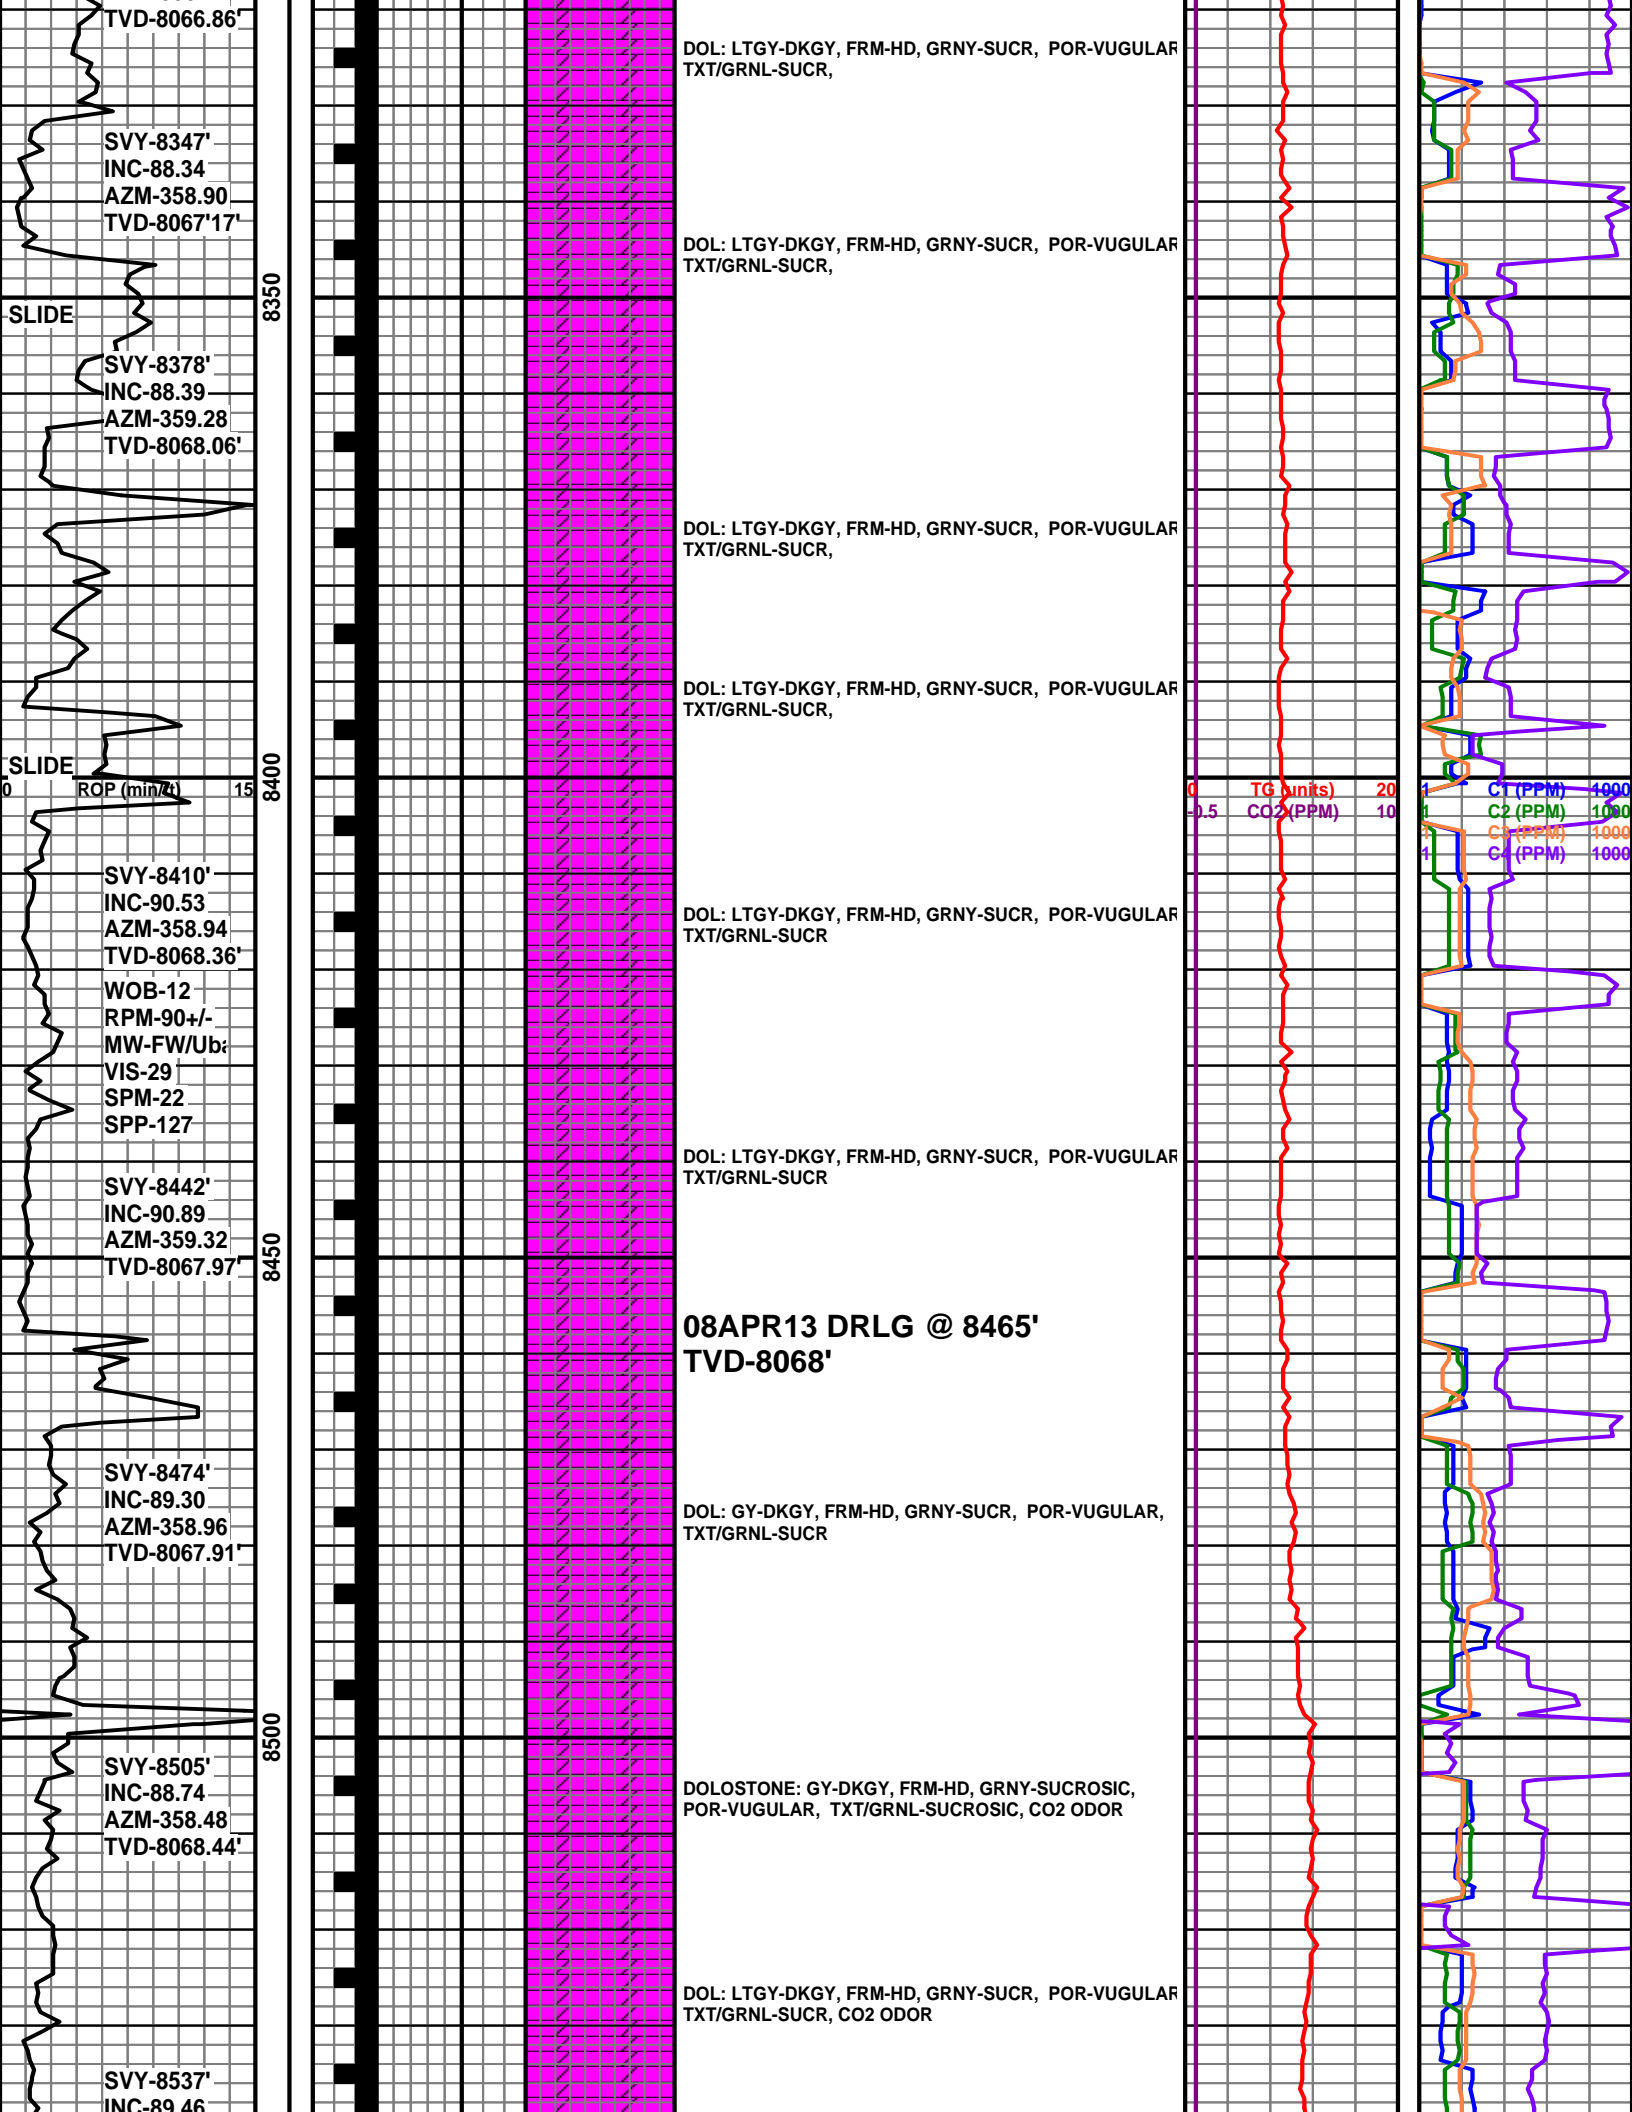 TVD-8066.86'
DOL: LTGY-DKGY, FRM-HD, GRNY-SUCR, POR-VUGULAR
TXT/GRNL-SUCR,
SVY-8347'
INC-88.34
AZM-358.90
TVD-8067'17'
DOL: LTGY-DKGY, FRM-HD, GRNY-SUCR, POR-VUGULAR
TXT/GRNL-SUCR,
8350
SLIDE
SVY-8378'
INC-88.39
AZM-359.28
TVD-8068.06'
DOL: LTGY-DKGY, FRM-HD, GRNY-SUCR, POR-VUGULAR
TXT/GRNL-SUCR,
DOL: LTGY-DKGY, FRM-HD, GRNY-SUCR, POR-VUGULAR
TXT/GRNL-SUCR,
SLIDE
8400
0 ROP (min/ft) 15
0 TG (units) 20
-0.5 CO2 (PPM) 10
1 C1 (PPM) 1000
1 C2 (PPM) 1000
1 C3 (PPM) 1000
1 C4 (PPM) 1000
SVY-8410'
INC-90.53
AZM-358.94
TVD-8068.36'
DOL: LTGY-DKGY, FRM-HD, GRNY-SUCR, POR-VUGULAR
TXT/GRNL-SUCR
WOB-12
RPM-90+/-
MW-FW/Uba
VIS-29
SPM-22
SPP-127
DOL: LTGY-DKGY, FRM-HD, GRNY-SUCR, POR-VUGULAR
TXT/GRNL-SUCR
SVY-8442'
INC-90.89
AZM-359.32
TVD-8067.97'
8450
08APR13 DRLG @ 8465'
TVD-8068'
SVY-8474'
INC-89.30
AZM-358.96
TVD-8067.91'
DOL: GY-DKGY, FRM-HD, GRNY-SUCR, POR-VUGULAR,
TXT/GRNL-SUCR
8500
SVY-8505'
INC-88.74
AZM-358.48
TVD-8068.44'
DOLOSTONE: GY-DKGY, FRM-HD, GRNY-SUCROSIC,
POR-VUGULAR, TXT/GRNL-SUCROSIC, CO2 ODOR
DOL: LTGY-DKGY, FRM-HD, GRNY-SUCR, POR-VUGULAR
TXT/GRNL-SUCR, CO2 ODOR
SVY-8537'
INC-89.46